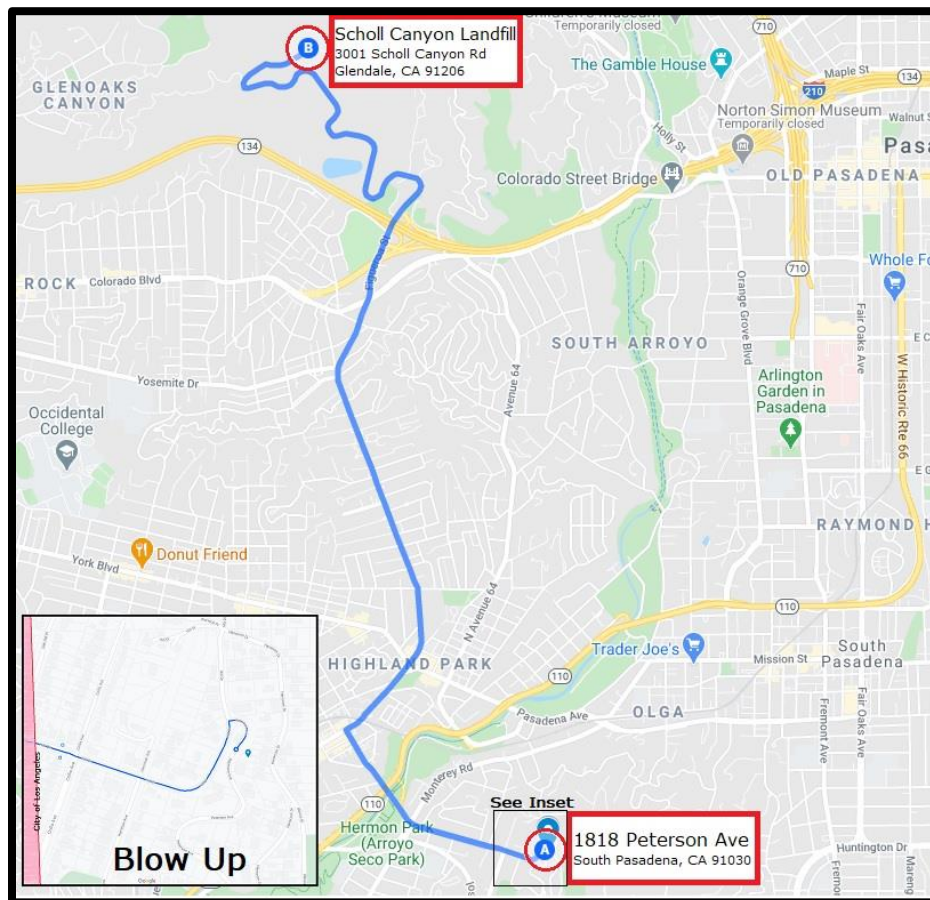 Children's Museum
Temporarily closed
Scholl Canyon Landfill
3001 Scholl Canyon Rd
Glendale, CA 91206
B
GLENOAKS
CANYON
The Gamble House
Maple St
134
210
Norton Simon Museum
Temporarily closed
Walnut S
Holly St
134
Pasa
Colorado Street Bridge
OLD PASADENA
Figueroa St
710
710
Whole Fo
ROCK
Colorado Blvd
Orange Grove Blvd
Fair Oaks Ave
SOUTH ARROYO
E C
W Historic Rte 66
Yosemite Dr
Avenue 64
Arlington
Garden in
Pasadena
Occidental
College
E G
RAYMOND H
Donut Friend
York Blvd
N Avenue 64
110
Trader Joe's
Mission St
South
Pasadena
HIGHLAND PARK
110
Pasadena Ave
OLGA
Fremont Ave
Fair Oaks Ave
Monterey Rd
See Inset
110
Hermon Park
(Arroyo
Seco Park)
A
1818 Peterson Ave
South Pasadena, CA 91030
Huntington Dr
Fremont
Mareng
City of Los Angeles
Blow Up
Google